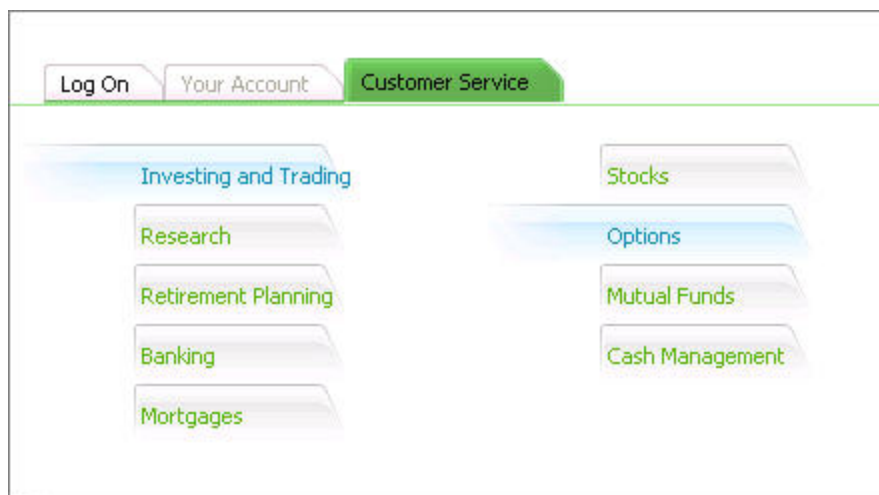 Log On
Your Account
Customer Service
Investing and Trading
Research
Retirement Planning
Banking
Mortgages
Stocks
Options
Mutual Funds
Cash Management